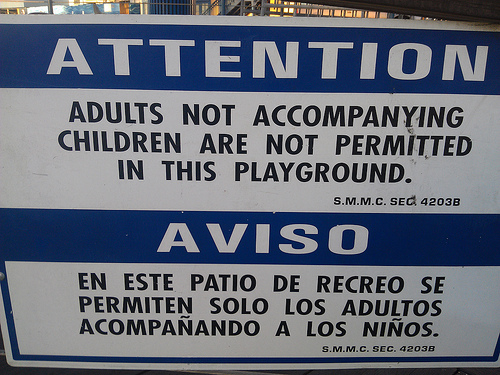 ATTENTION
ADULTS NOT ACCOMPANYING
CHILDREN ARE NOT PERMITTED
IN THIS PLAYGROUND.
S.M.M.C. SEC. 4203B
AVISO
EN ESTE PATIO DE RECREO SE
PERMITEN SOLO LOS ADULTOS
ACOMPAÑANDO A LOS NIÑOS.
S.M.M.C. SEC. 4203B